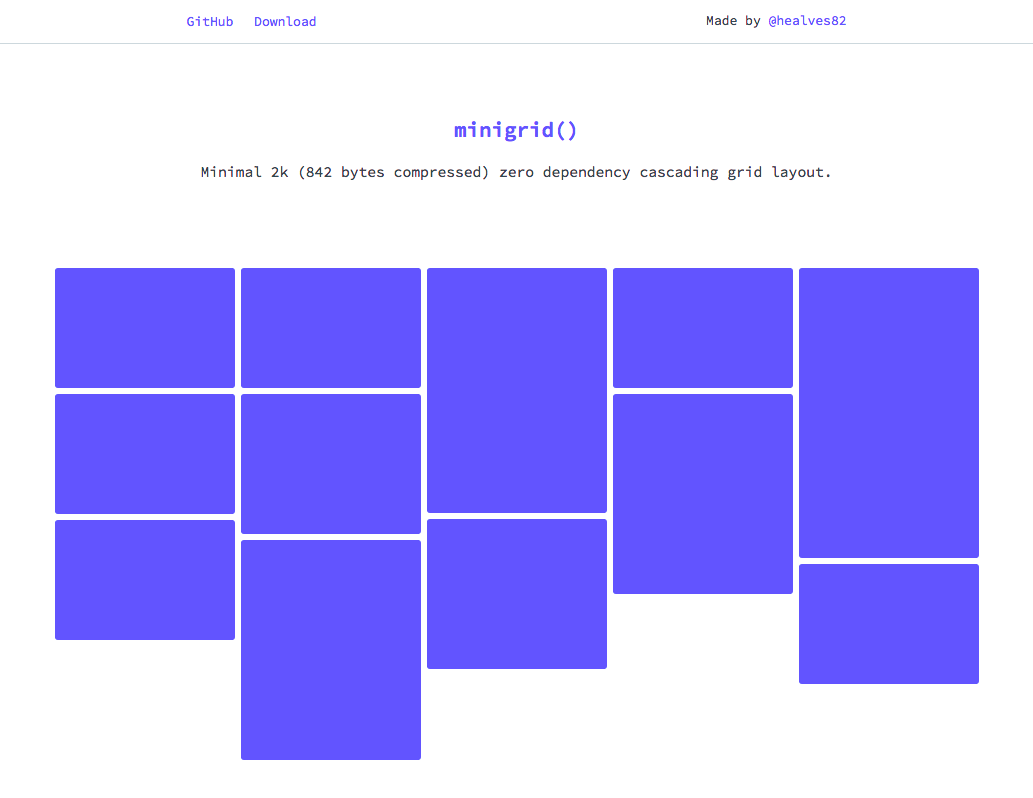 GitHub Download Made by @healves82
minigrid()
Minimal 2k (842 bytes compressed) zero dependency cascading grid layout.